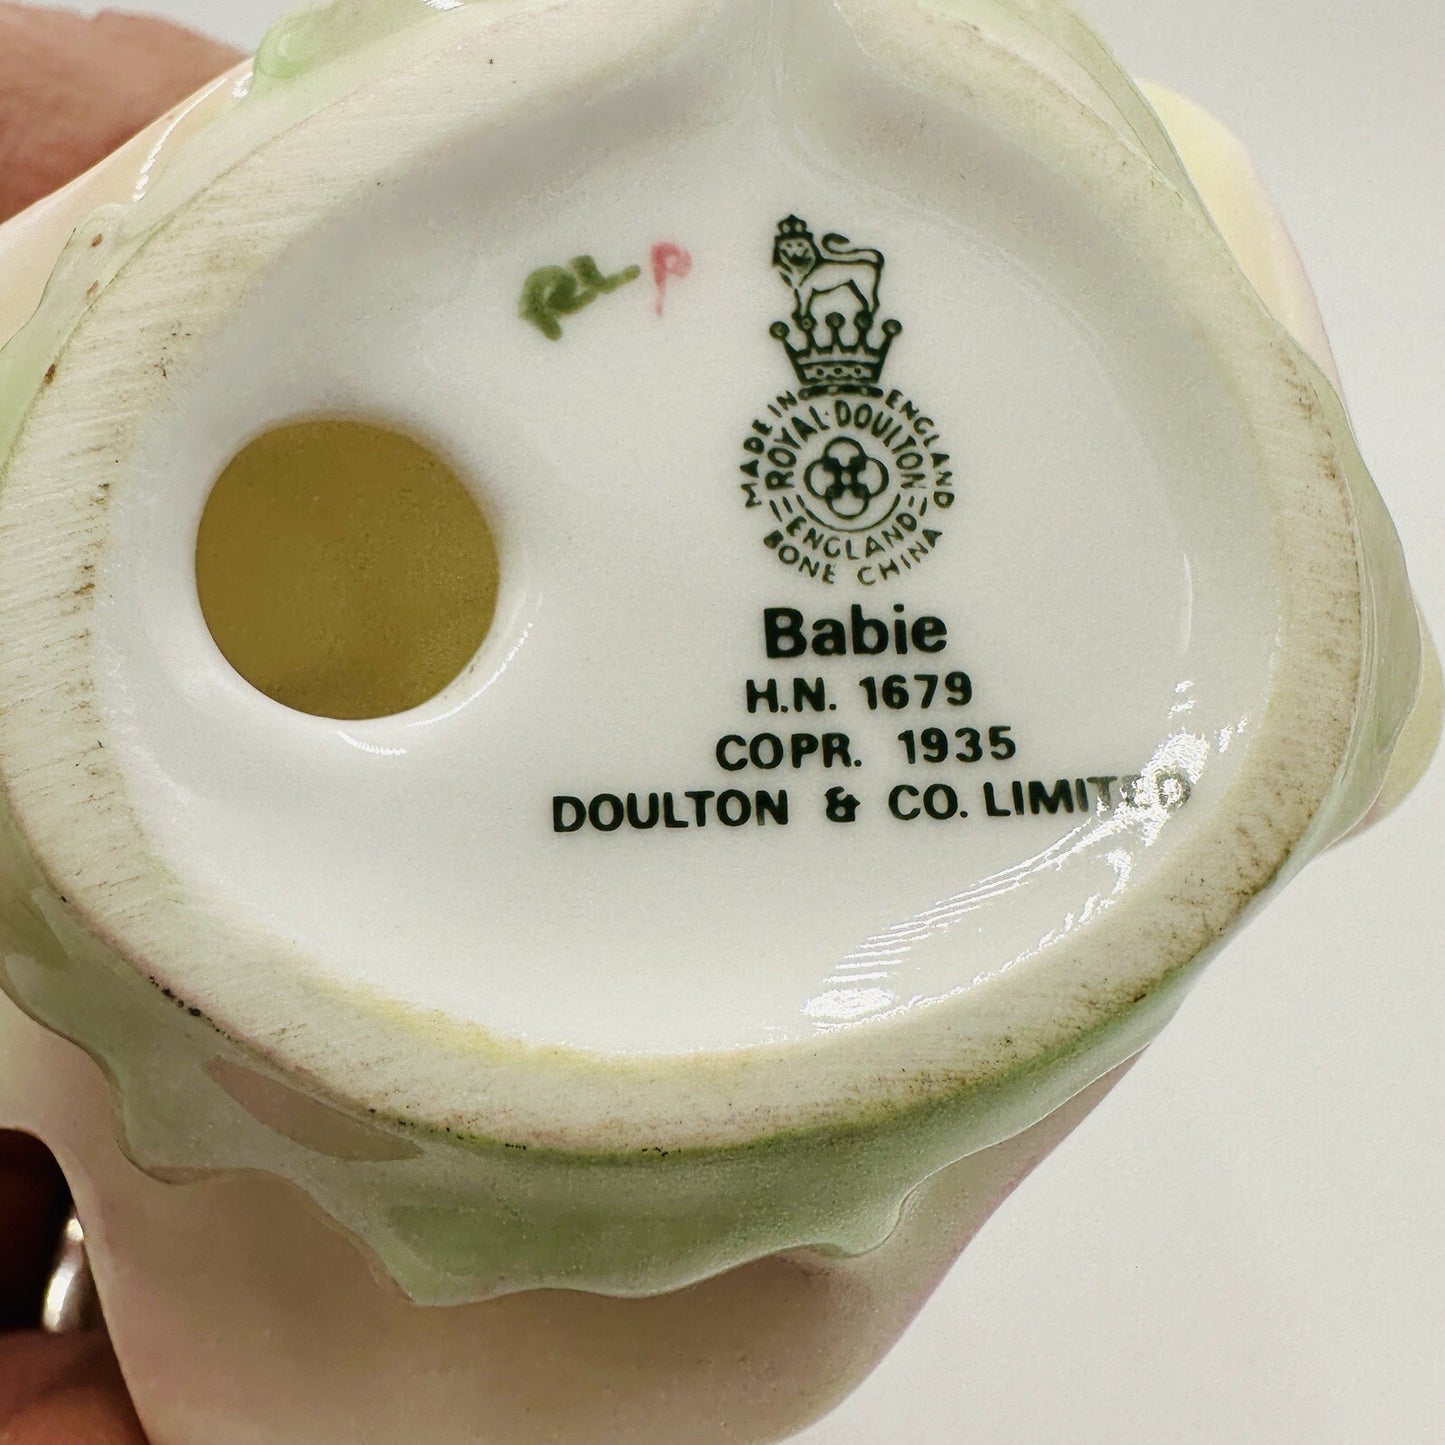 RL P
MADE IN ENGLAND
ROYAL·DOULTON
ENGLAND
BONE CHINA
Babie
H.N. 1679
COPR. 1935
DOULTON & CO. LIMITED